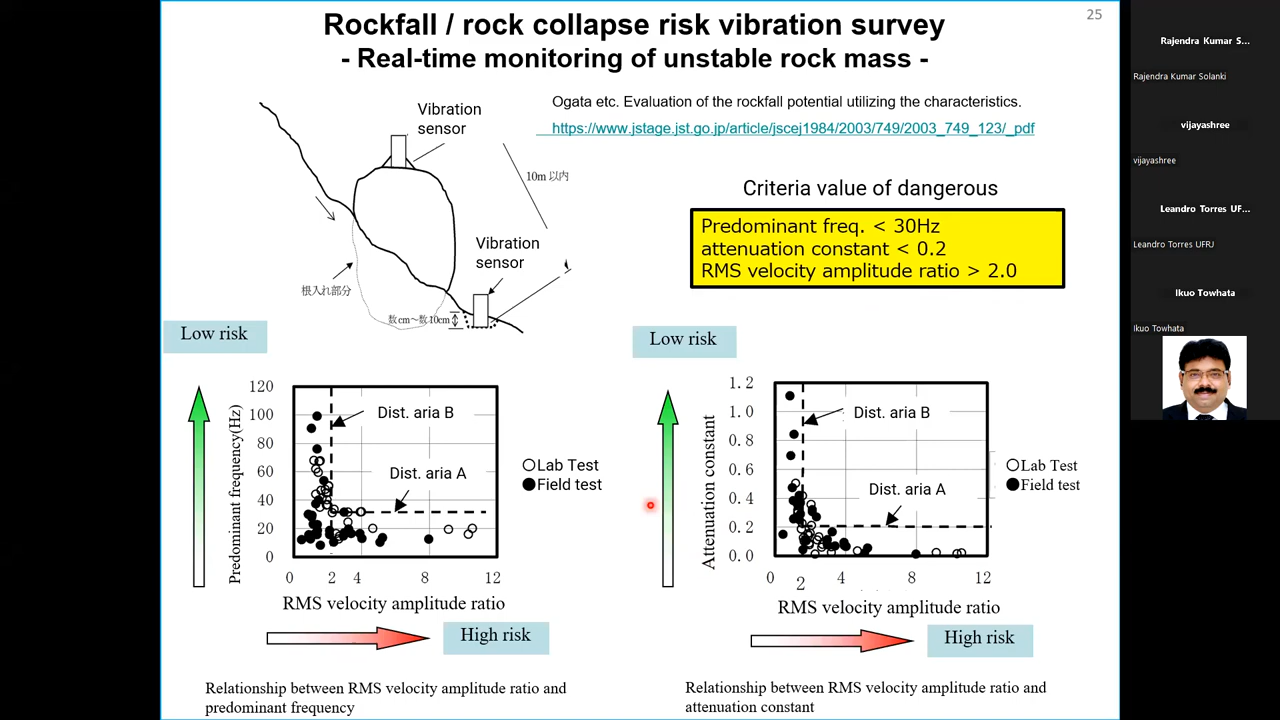 25
Rockfall / rock collapse risk vibration survey
- Real-time monitoring of unstable rock mass -
Vibration
sensor
10m 以内
Vibration
sensor
根入れ部分
数cm～数10cm
Ogata etc. Evaluation of the rockfall potential utilizing the characteristics.
https://www.jstage.jst.go.jp/article/jscej1984/2003/749/2003_749_123/_pdf
Criteria value of dangerous
Predominant freq. < 30Hz
attenuation constant < 0.2
RMS velocity amplitude ratio > 2.0
Low risk
Predominant frequency(Hz)
120
100
80
60
40
20
0
Dist. aria B
Dist. aria A
0 2 4 8 12
RMS velocity amplitude ratio
Lab Test
Field test
High risk
Relationship between RMS velocity amplitude ratio and
predominant frequency
Low risk
Attenuation constant
1.2
1.0
0.8
0.6
0.4
0.2
0.0
Dist. aria B
Dist. aria A
0 2 4 8 12
RMS velocity amplitude ratio
Lab Test
Field test
High risk
Relationship between RMS velocity amplitude ratio and
attenuation constant
Rajendra Kumar S...
Rajendra Kumar Solanki
vijayashree
vijayashree
Leandro Torres UF...
Leandro Torres UFRJ
Ikuo Towhata
Ikuo Towhata